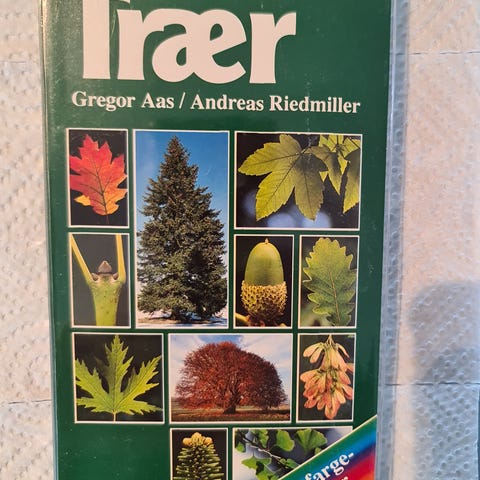 Trær
Gregor Aas / Andreas Riedmiller
farge-